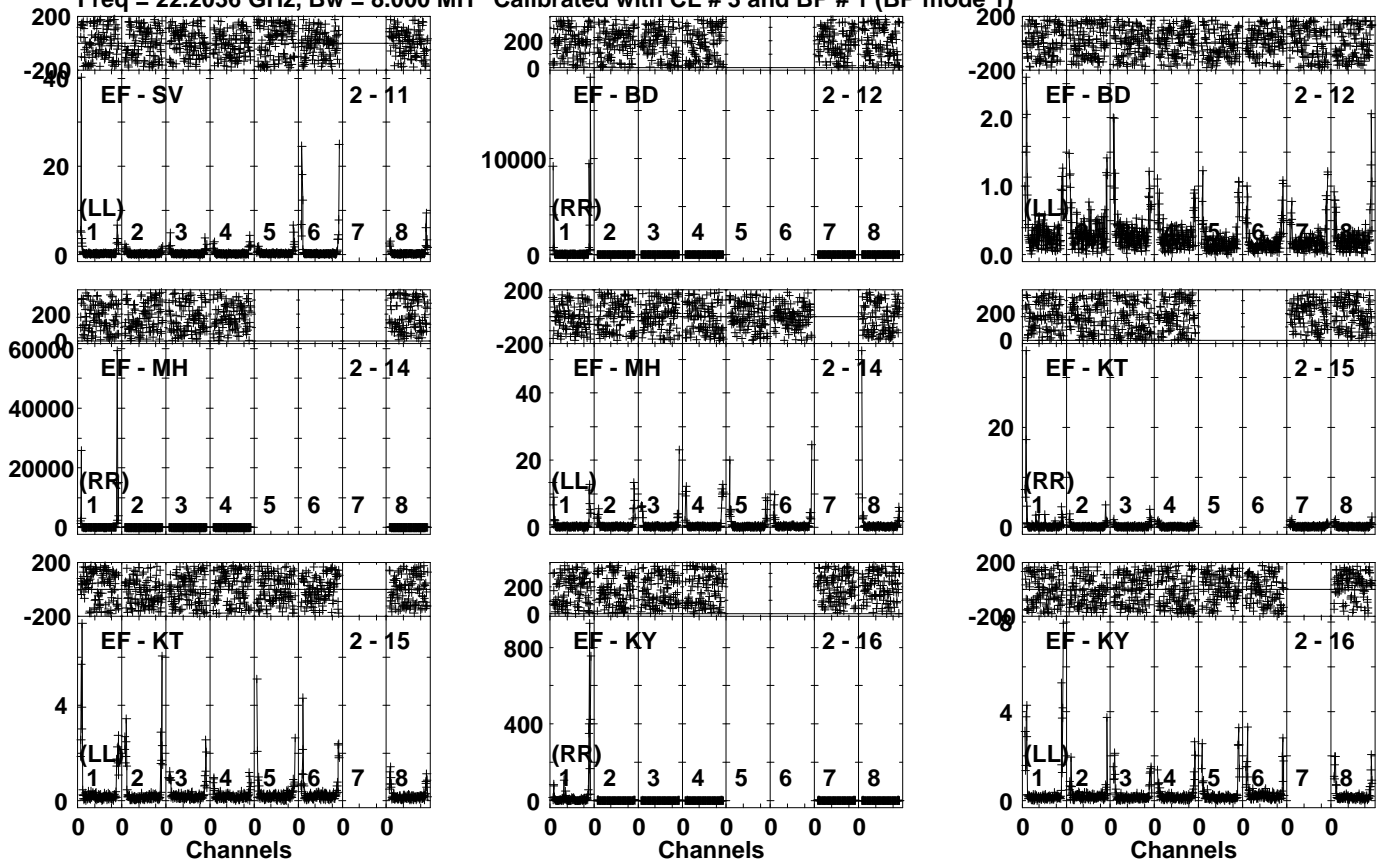 Freq = 22.2036 GHz, Bw = 8.000 MH Calibrated with CL # 3 and BP # 1 (BP mode 1)
200
-200
40
20
0
EF - SV 2 - 11
(LL)
1 2 3 4 5 6 7 8
200
0
10000
0
EF - BD 2 - 12
(RR)
1 2 3 4 5 6 7 8
200
-200
2.0
1.0
0.0
EF - BD 2 - 12
(LL)
1 2 3 4 5 6 7 8
200
0
60000
40000
20000
0
EF - MH 2 - 14
(RR)
1 2 3 4 5 6 7 8
200
-200
40
20
0
EF - MH 2 - 14
(LL)
1 2 3 4 5 6 7 8
200
0
20
0
EF - KT 2 - 15
(RR)
1 2 3 4 5 6 7 8
200
-200
4
0
EF - KT 2 - 15
(LL)
1 2 3 4 5 6 7 8
0 0 0 0 0 0 0 0
Channels
200
0
800
400
0
EF - KY 2 - 16
(RR)
1 2 3 4 5 6 7 8
0 0 0 0 0 0 0 0
Channels
200
-200
8
4
0
EF - KY 2 - 16
(LL)
1 2 3 4 5 6 7 8
0 0 0 0 0 0 0 0
Channels